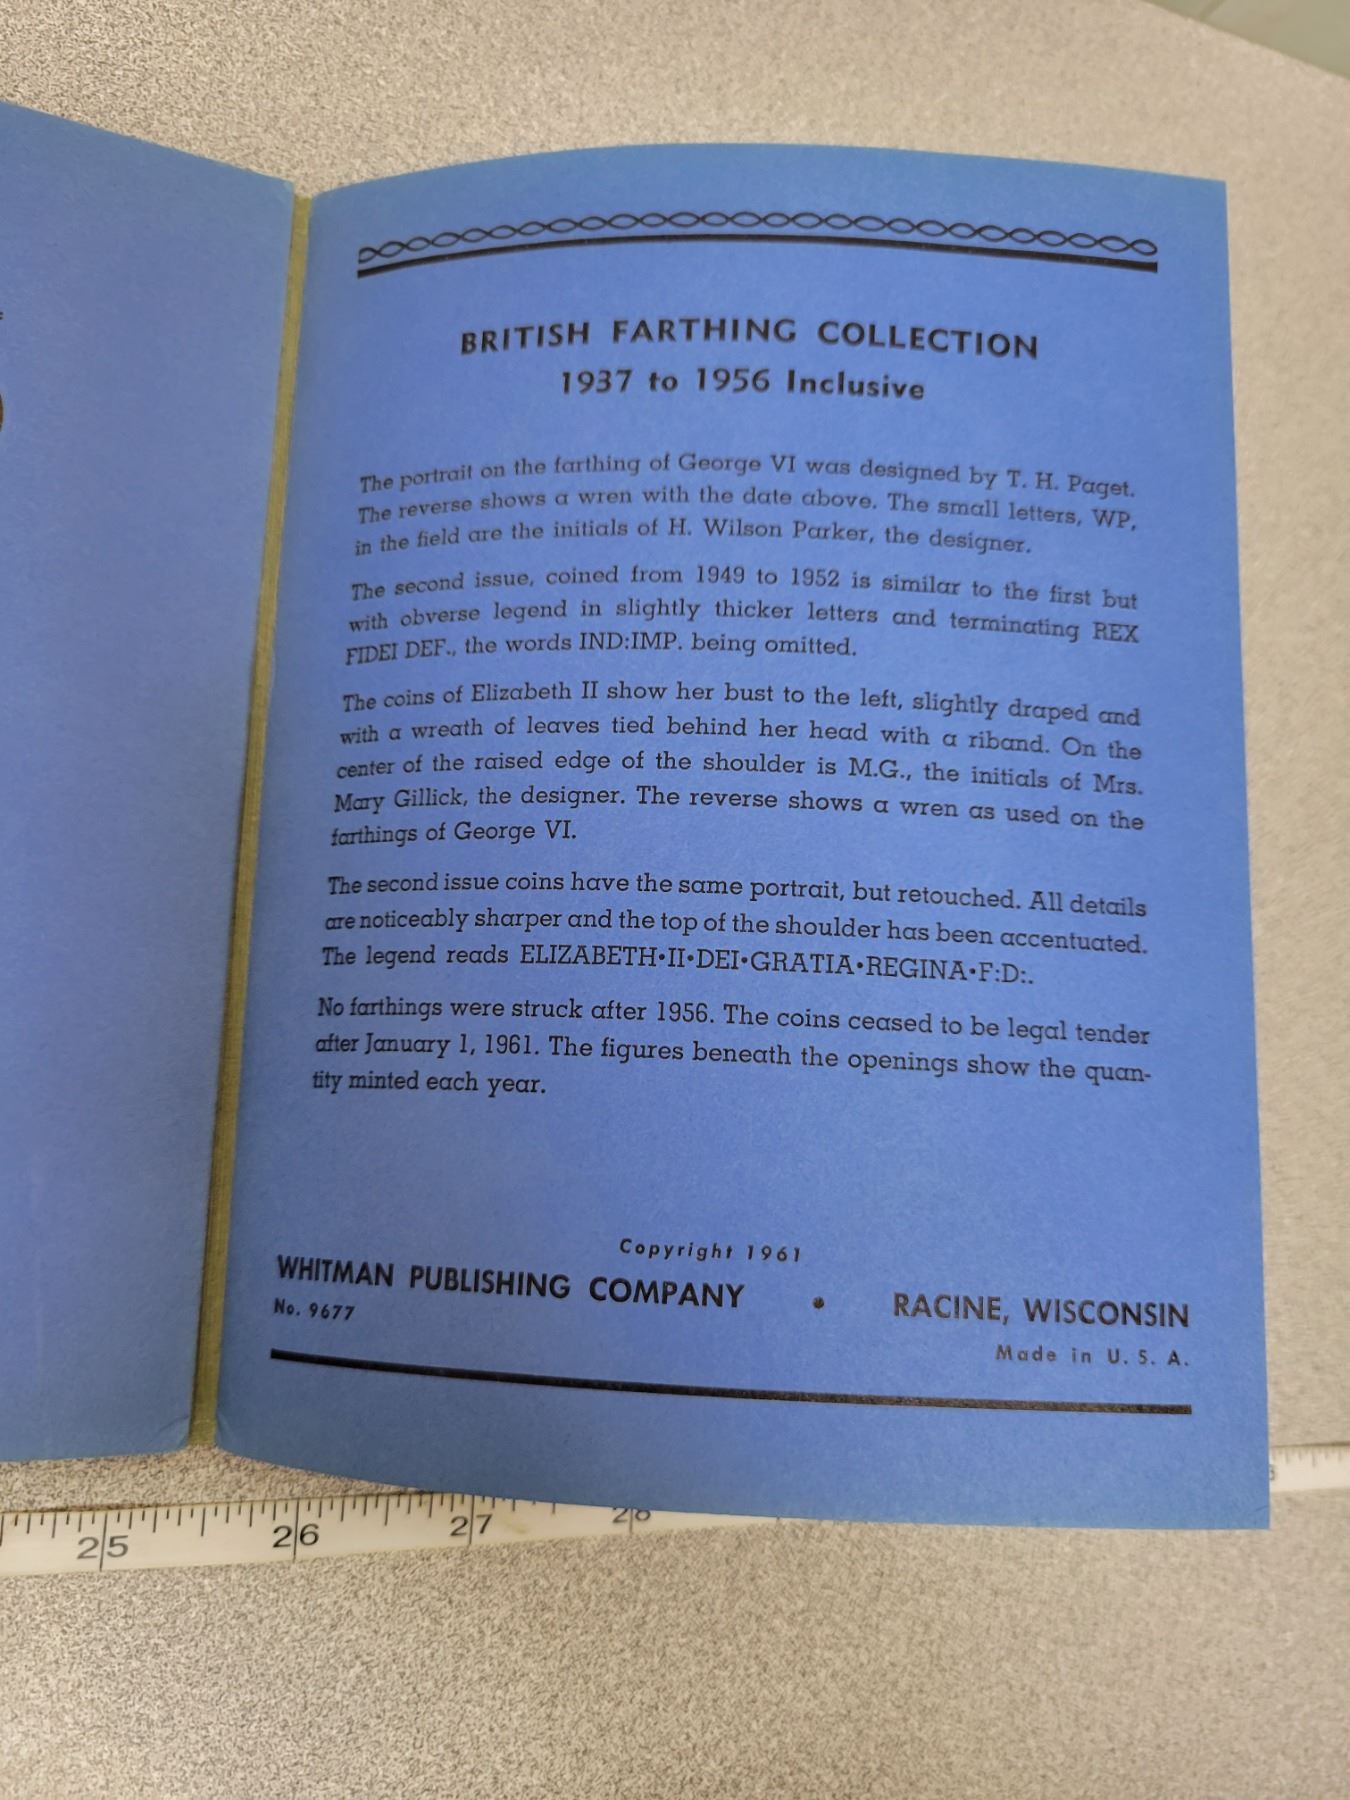 BRITISH FARTHING COLLECTION
1937 to 1956 Inclusive
The portrait on the farthing of George VI was designed by T. H. Paget.
The reverse shows a wren with the date above. The small letters, WP,
in the field are the initials of H. Wilson Parker, the designer.
The second issue, coined from 1949 to 1952 is similar to the first but
with obverse legend in slightly thicker letters and terminating REX
FIDEI DEF., the words IND:IMP. being omitted.
The coins of Elizabeth II show her bust to the left, slightly draped and
with a wreath of leaves tied behind her head with a riband. On the
center of the raised edge of the shoulder is M.G., the initials of Mrs.
Mary Gillick, the designer. The reverse shows a wren as used on the
farthings of George VI.
The second issue coins have the same portrait, but retouched. All details
are noticeably sharper and the top of the shoulder has been accentuated.
The legend reads ELIZABETH•II•DEI•GRATIA•REGINA•F:D:.
No farthings were struck after 1956. The coins ceased to be legal tender
after January 1, 1961. The figures beneath the openings show the quan-
tity minted each year.
Copyright 1961
WHITMAN PUBLISHING COMPANY • RACINE, WISCONSIN
No. 9677
Made in U. S. A.
25 26 27 28